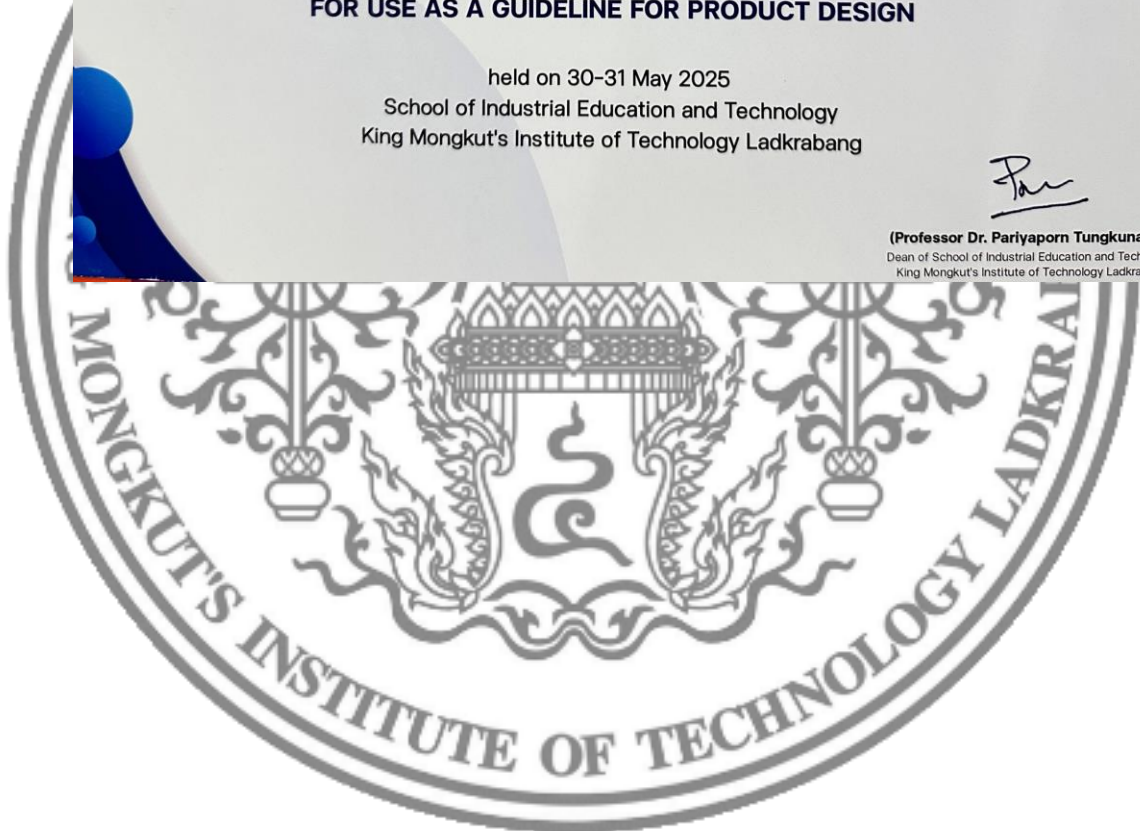 FOR USE AS A GUIDELINE FOR PRODUCT DESIGN
held on 30-31 May 2025
School of Industrial Education and Technology
King Mongkut's Institute of Technology Ladkrabang
(Professor Dr. Pariyaporn Tungkuna
Dean of School of Industrial Education and Tech
King Mongkut's Institute of Technology Ladkra
MONGKUT'S INSTITUTE OF TECHNOLOGY LADKRA